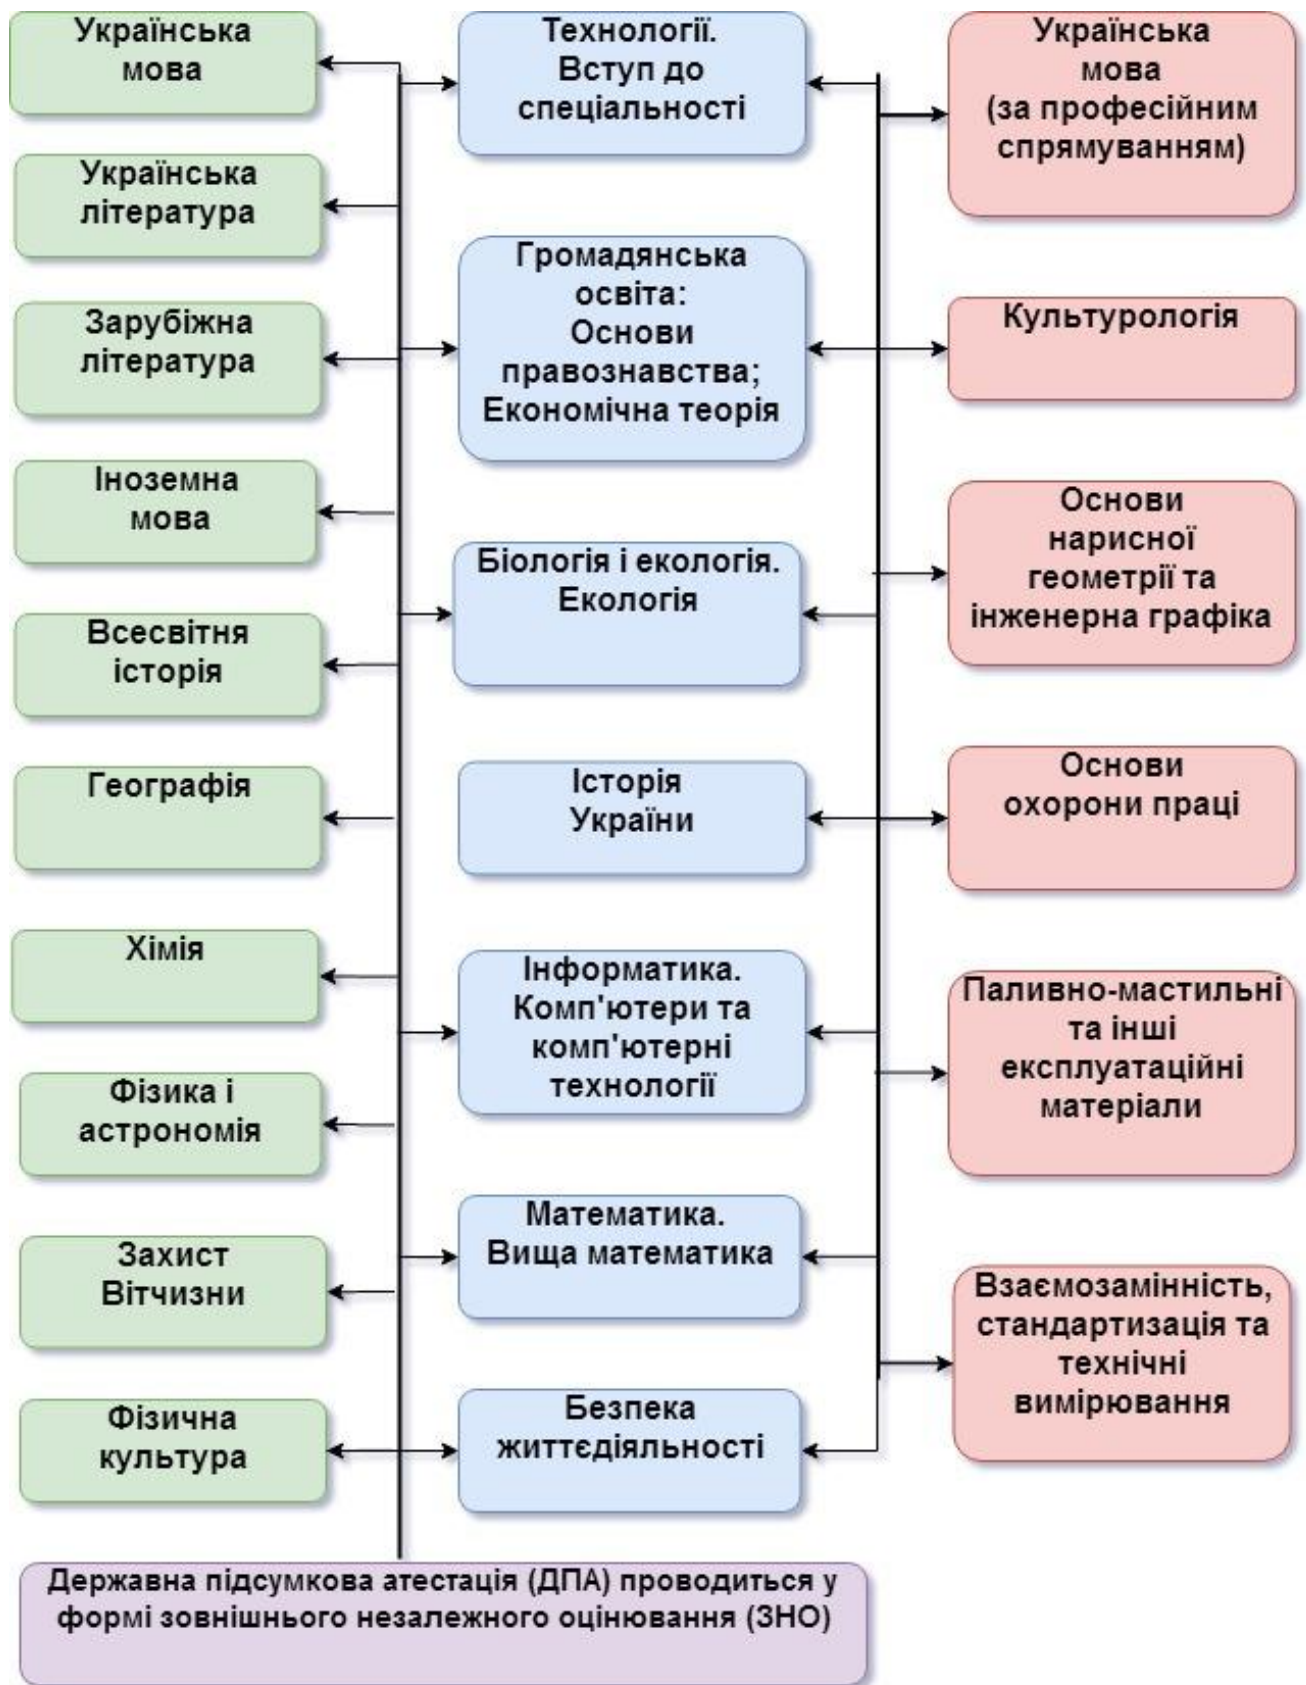 Українська
мова
Українська
література
Зарубіжна
література
Іноземна
мова
Всесвітня
історія
Географія
Хімія
Фізика і
астрономія
Захист
Вітчизни
Фізична
культура
Технології.
Вступ до
спеціальності
Громадянська
освіта:
Основи
правознавства;
Економічна теорія
Біологія і екологія.
Екологія
Історія
України
Інформатика.
Комп'ютери та
комп'ютерні
технології
Математика.
Вища математика
Безпека
життєдіяльності
Українська
мова
(за професійним
спрямуванням)
Культурологія
Основи
нарисної
геометрії та
інженерна графіка
Основи
охорони праці
Паливно-мастильні
та інші
експлуатаційні
матеріали
Взаємозамінність,
стандартизація та
технічні
вимірювання
Державна підсумкова атестація (ДПА) проводиться у
формі зовнішнього незалежного оцінювання (ЗНО)